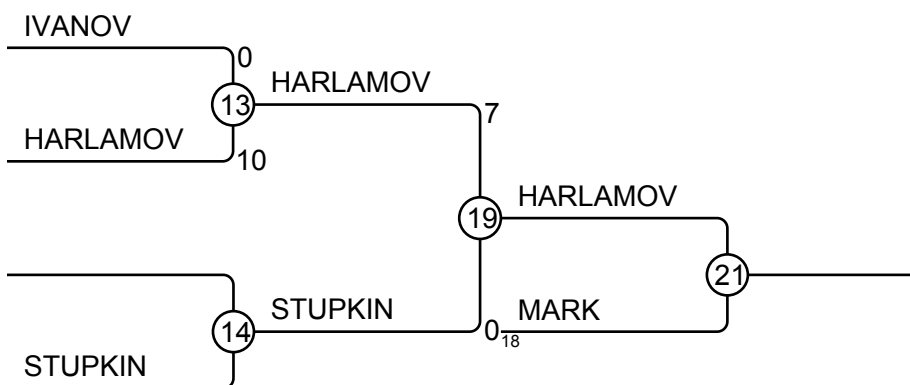 IVANOV
0
13
HARLAMOV
7
HARLAMOV
10
19
HARLAMOV
21
14
STUPKIN
0
18
MARK
STUPKIN